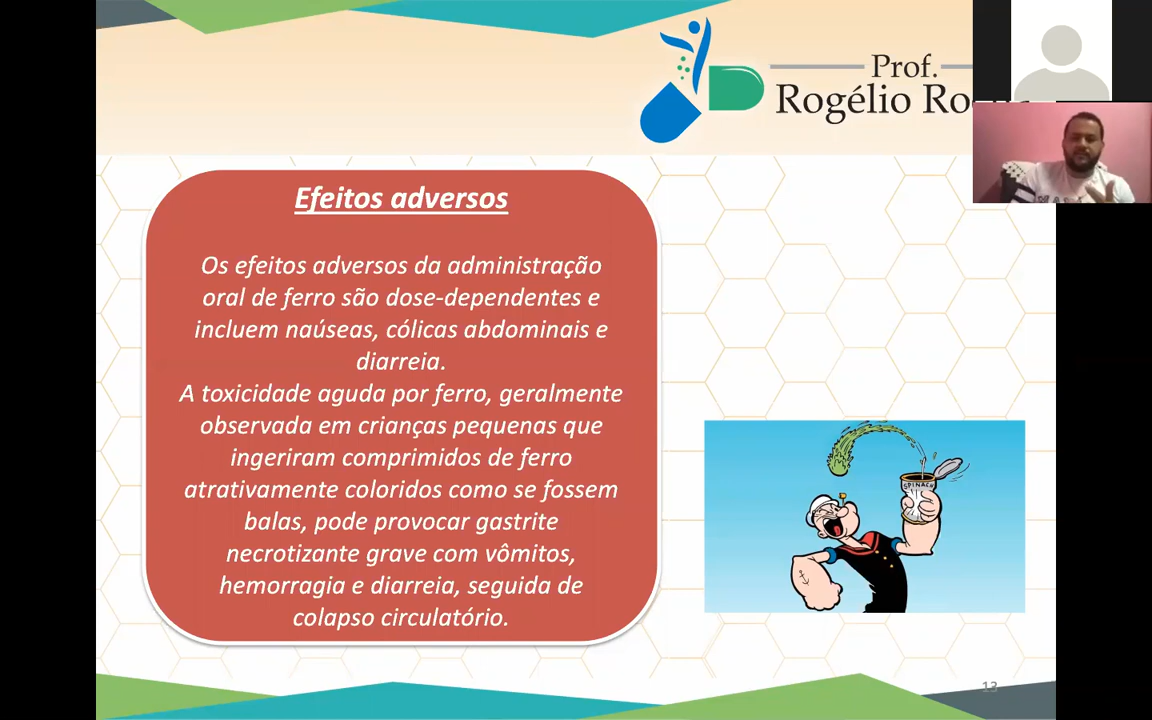 Prof.
Rogélio
Efeitos adversos
Os efeitos adversos da administração
oral de ferro são dose-dependentes e
incluem naúseas, cólicas abdominais e
diarreia.
A toxicidade aguda por ferro, geralmente
observada em crianças pequenas que
ingeriram comprimidos de ferro
atrativamente coloridos como se fossem
balas, pode provocar gastrite
necrotizante grave com vômitos,
hemorragia e diarreia, seguida de
colapso circulatório.
SPINACH
13